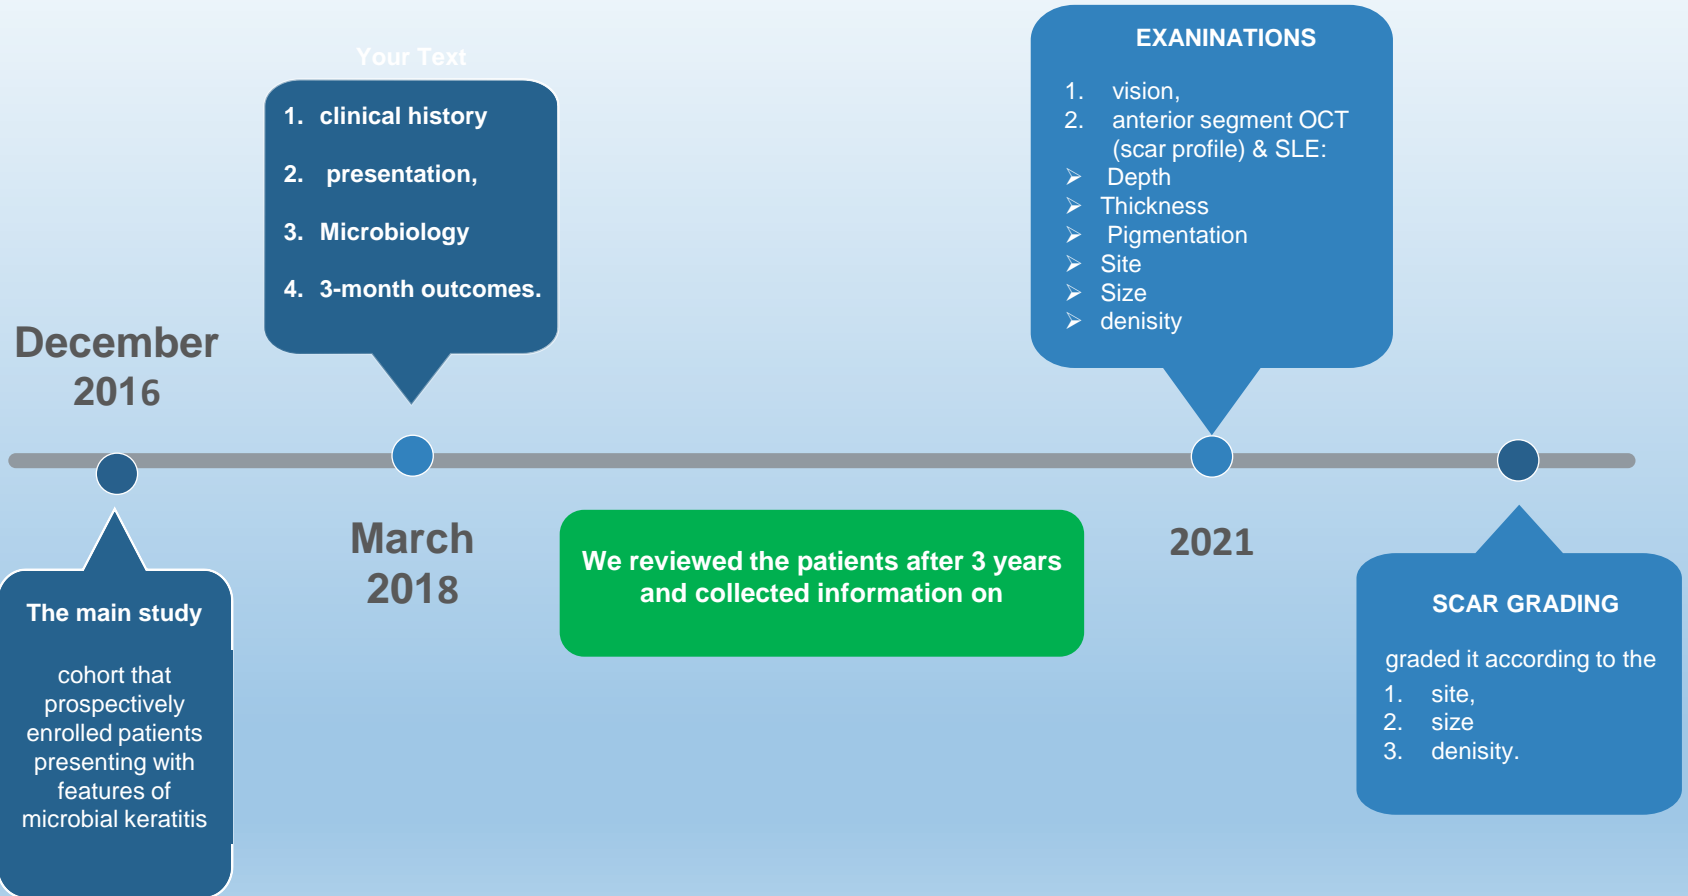 December
2016
The main study
cohort that
prospectively
enrolled patients
presenting with
features of
microbial keratitis
Your Text
1. clinical history
2. presentation,
3. Microbiology
4. 3-month outcomes.
March
2018
We reviewed the patients after 3 years
and collected information on
EXANINATIONS
1. vision,
2. anterior segment OCT
(scar profile) & SLE:
➢ Depth
➢ Thickness
➢ Pigmentation
➢ Site
➢ Size
➢ denisity
2021
SCAR GRADING
graded it according to the
1. site,
2. size
3. denisity.